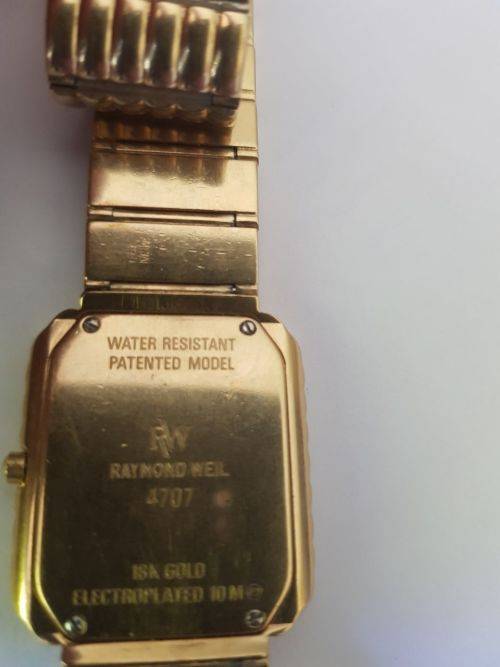 WATER RESISTANT
PATENTED MODEL
RW
RAYMOND WEIL
4707
18K GOLD
ELECTROPLATED 10 M